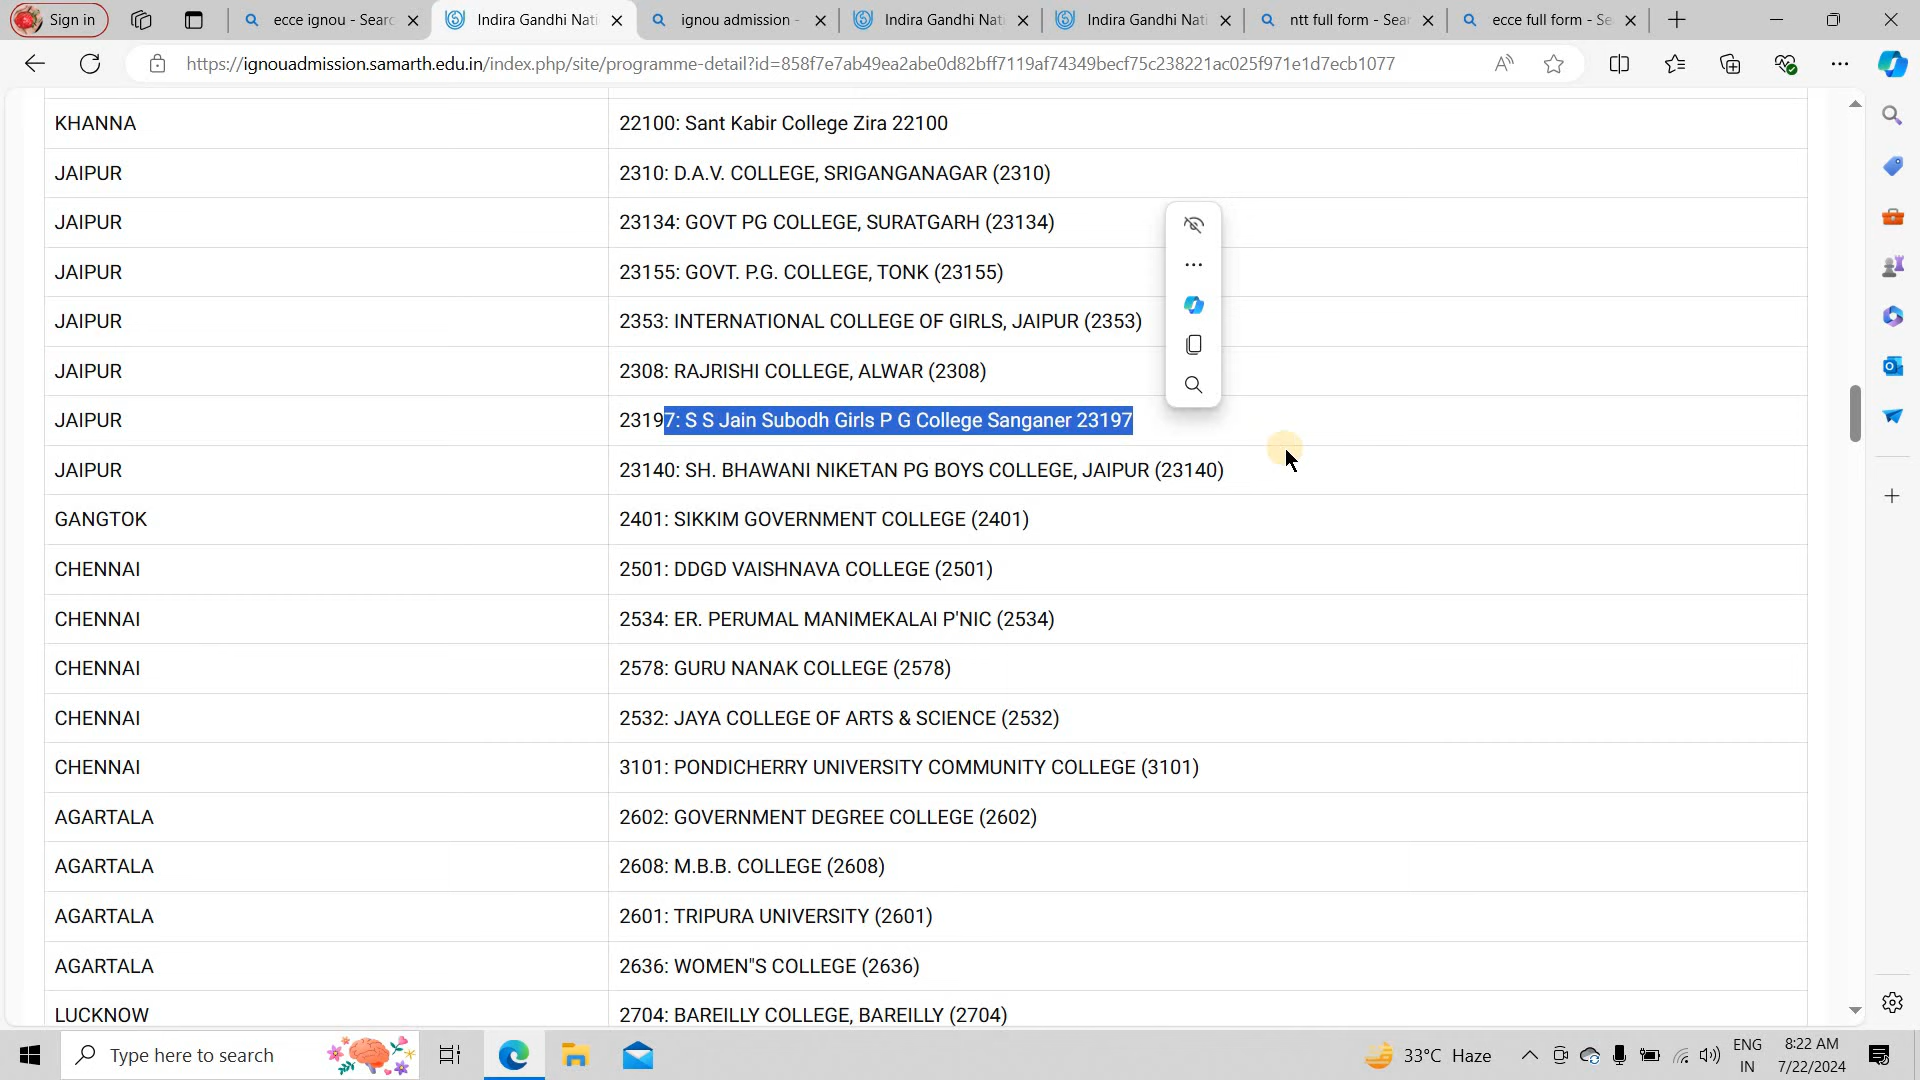 Sign in
ecce ignou - Searc
Indira Gandhi Nati
ignou admission -
Indira Gandhi Nati
Indira Gandhi Nati
ntt full form - Sear
ecce full form - Se
https://ignouadmission.samarth.edu.in/index.php/site/programme-detail?id=858f7e7ab49ea2abe0d82bff7119af74349becf75c238221ac025f971e1d7ecb1077
KHANNA 22100: Sant Kabir College Zira 22100
JAIPUR 2310: D.A.V. COLLEGE, SRIGANGANAGAR (2310)
JAIPUR 23134: GOVT PG COLLEGE, SURATGARH (23134)
JAIPUR 23155: GOVT. P.G. COLLEGE, TONK (23155)
JAIPUR 2353: INTERNATIONAL COLLEGE OF GIRLS, JAIPUR (2353)
JAIPUR 2308: RAJRISHI COLLEGE, ALWAR (2308)
JAIPUR 23197: S S Jain Subodh Girls P G College Sanganer 23197
JAIPUR 23140: SH. BHAWANI NIKETAN PG BOYS COLLEGE, JAIPUR (23140)
GANGTOK 2401: SIKKIM GOVERNMENT COLLEGE (2401)
CHENNAI 2501: DDGD VAISHNAVA COLLEGE (2501)
CHENNAI 2534: ER. PERUMAL MANIMEKALAI P'NIC (2534)
CHENNAI 2578: GURU NANAK COLLEGE (2578)
CHENNAI 2532: JAYA COLLEGE OF ARTS & SCIENCE (2532)
CHENNAI 3101: PONDICHERRY UNIVERSITY COMMUNITY COLLEGE (3101)
AGARTALA 2602: GOVERNMENT DEGREE COLLEGE (2602)
AGARTALA 2608: M.B.B. COLLEGE (2608)
AGARTALA 2601: TRIPURA UNIVERSITY (2601)
AGARTALA 2636: WOMEN"S COLLEGE (2636)
LUCKNOW 2704: BAREILLY COLLEGE, BAREILLY (2704)
Type here to search
33°C Haze
ENG
IN
8:22 AM
7/22/2024